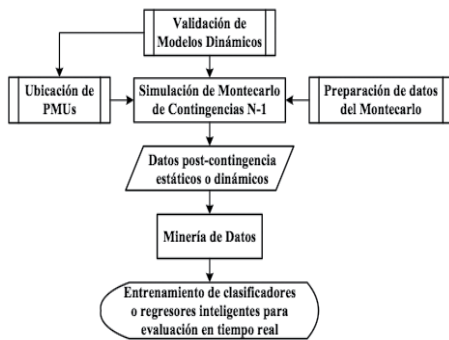 Validación de
Modelos Dinámicos
Ubicación de
PMUs
Simulación de Montecarlo
de Contingencias N-1
Preparación de datos
del Montecarlo
Datos post-contingencia
estáticos o dinámicos
Minería de Datos
Entrenamiento de clasificadores
o regresores inteligentes para
evaluación en tiempo real